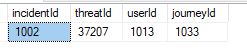 incidentId threatId userId journeyId
1002 37207 1013 1033